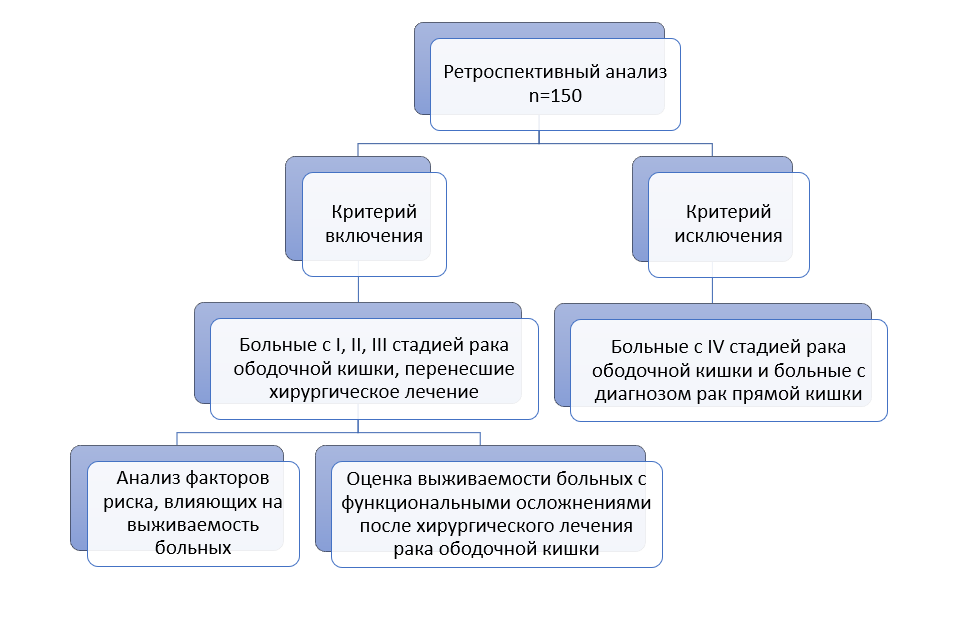 Ретроспективный анализ
n=150
Критерий
включения
Критерий
исключения
Больные с I, II, III стадией рака
ободочной кишки, перенесшие
хирургическое лечение
Больные с IV стадией рака
ободочной кишки и больные с
диагнозом рак прямой кишки
Анализ факторов
риска, влияющих на
выживаемость
больных
Оценка выживаемости больных с
функциональными осложнениями
после хирургического лечения
рака ободочной кишки